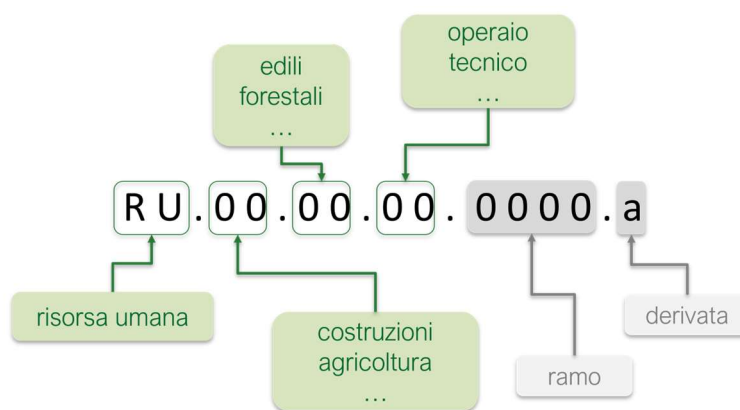 operaio
tecnico
...
edili
forestali
...
RU.00.00.00.0000.a
risorsa umana
costruzioni
agricoltura
...
ramo
derivata